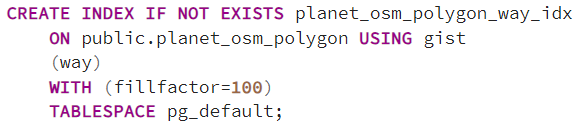 CREATE INDEX IF NOT EXISTS planet_osm_polygon_way_idx
ON public.planet_osm_polygon USING gist
(way)
WITH (fillfactor=100)
TABLESPACE pg_default;